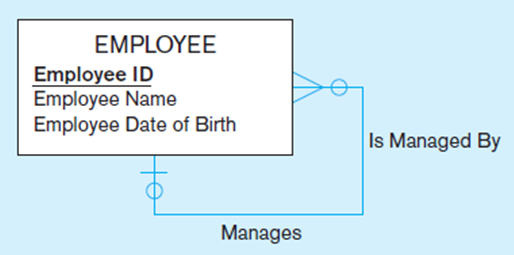 EMPLOYEE
Employee ID
Employee Name
Employee Date of Birth
Is Managed By
Manages